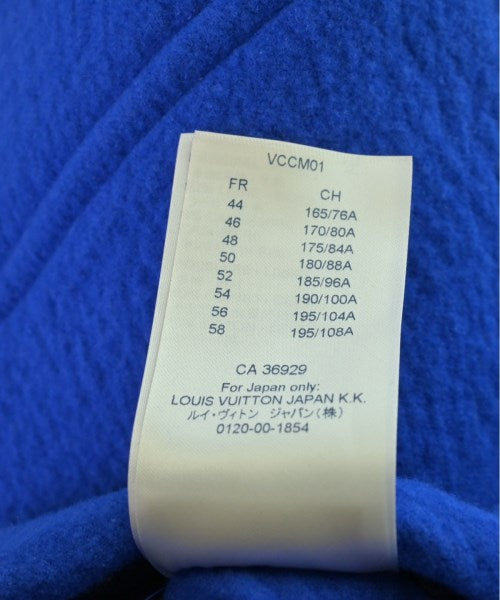 VCCM01
FR CH
44 165/76A
46 170/80A
48 175/84A
50 180/88A
52 185/96A
54 190/100A
56 195/104A
58 195/108A
CA 36929
For Japan only:
LOUIS VUITTON JAPAN K.K.
ルイ・ヴィトン ジャパン(株)
0120-00-1854